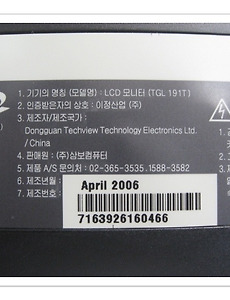 1. 기기의 명칭 (모델명) : LCD 모니터 (TGL 191T)
2. 인증받은자의 상호 : 이정산업 (주)
3. 제조자/제조국가 :
Dongguan Techview Technology Electronics Ltd.
/ China
4. 판매원 : (주)삼보컴퓨터
5. 제품 A/S 문의처 : 02-365-3535, 1588-3582
6. 제조년월 : April 2006
7. 제조번호 :
7163926160466